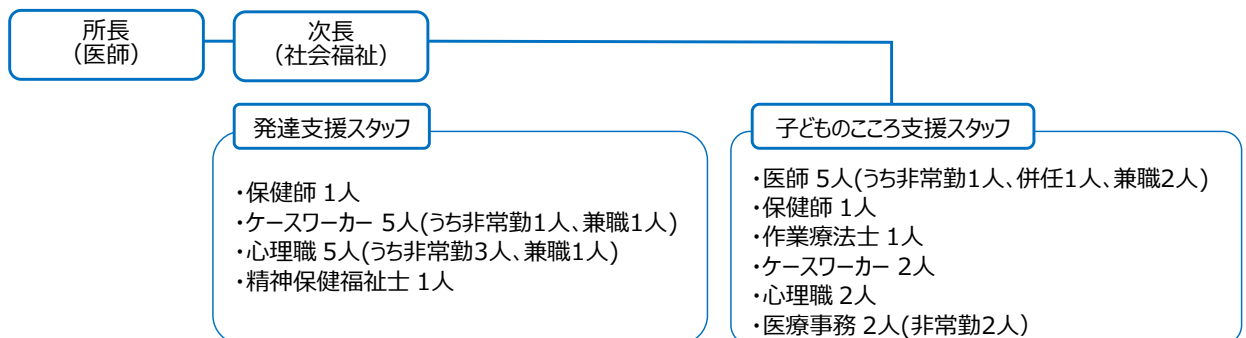 所長
(医師)
次長
(社会福祉)
発達支援スタッフ
・保健師 1人
・ケースワーカー 5人(うち非常勤1人、兼職1人)
・心理職 5人(うち非常勤3人、兼職1人)
・精神保健福祉士 1人
子どものこころ支援スタッフ
・医師 5人(うち非常勤1人、併任1人、兼職2人)
・保健師 1人
・作業療法士 1人
・ケースワーカー 2人
・心理職 2人
・医療事務 2人(非常勤2人)